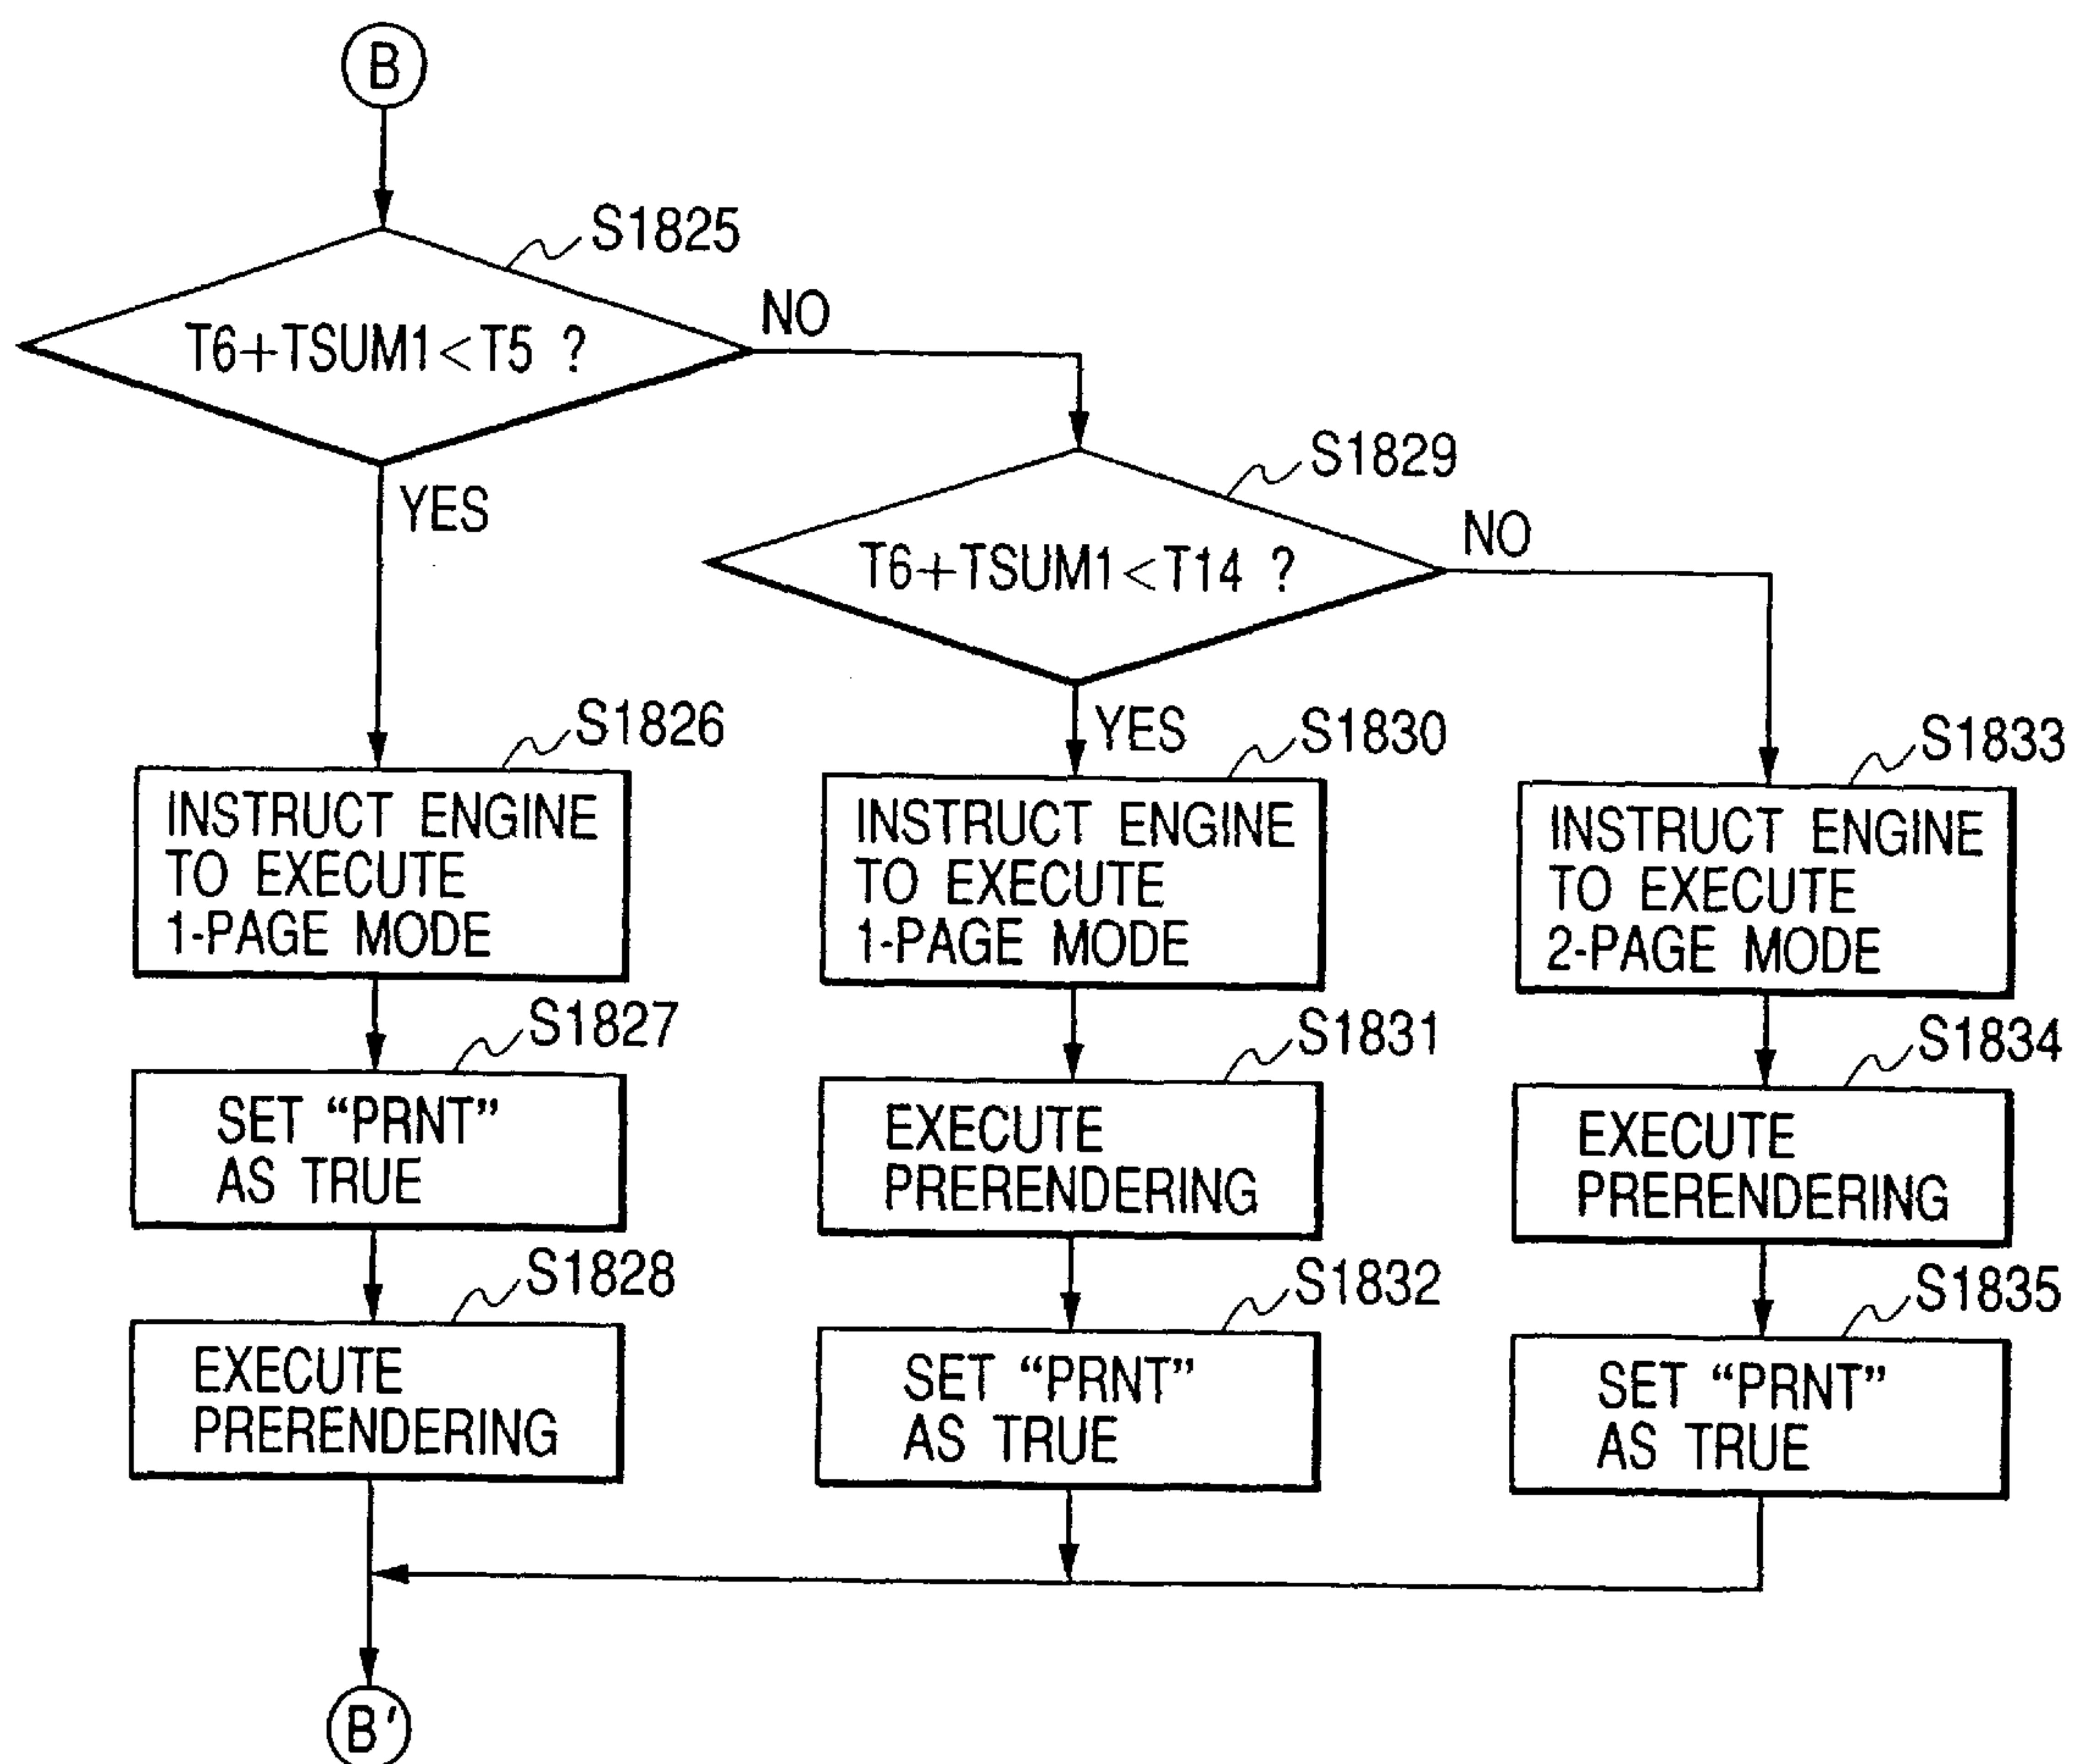 B
S1825
T6+TSUM1<T5 ?
NO
YES
S1829
T6+TSUM1<T14 ?
NO
YES
S1826
INSTRUCT ENGINE
TO EXECUTE
1-PAGE MODE
S1827
SET “PRNT”
AS TRUE
S1828
EXECUTE
PRERENDERING
S1830
INSTRUCT ENGINE
TO EXECUTE
1-PAGE MODE
S1831
EXECUTE
PRERENDERING
S1832
SET “PRNT”
AS TRUE
S1833
INSTRUCT ENGINE
TO EXECUTE
2-PAGE MODE
S1834
EXECUTE
PRERENDERING
S1835
SET “PRNT”
AS TRUE
B'